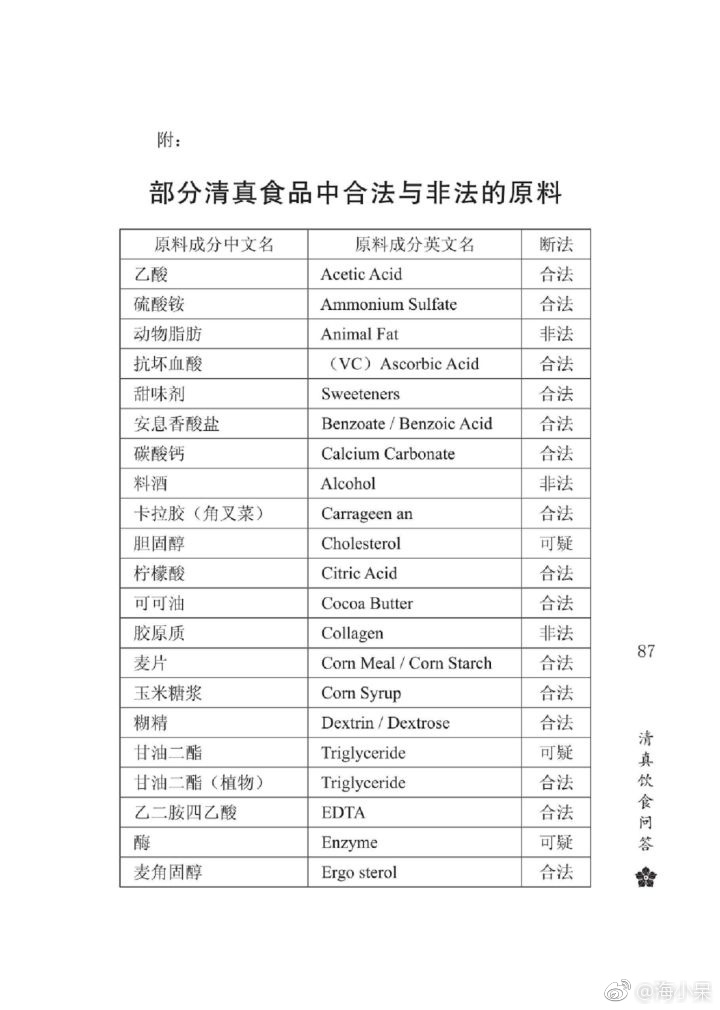 附：
部分清真食品中合法与非法的原料
原料成分中文名 原料成分英文名 断法
乙酸 Acetic Acid 合法
硫酸铵 Ammonium Sulfate 合法
动物脂肪 Animal Fat 非法
抗坏血酸 （VC）Ascorbic Acid 合法
甜味剂 Sweeteners 合法
安息香酸盐 Benzoate / Benzoic Acid 合法
碳酸钙 Calcium Carbonate 合法
料酒 Alcohol 非法
卡拉胶（角叉菜） Carrageen an 合法
胆固醇 Cholesterol 可疑
柠檬酸 Citric Acid 合法
可可油 Cocoa Butter 合法
胶原质 Collagen 非法
麦片 Corn Meal / Corn Starch 合法
玉米糖浆 Corn Syrup 合法
糊精 Dextrin / Dextrose 合法
甘油二酯 Triglyceride 可疑
甘油二酯（植物） Triglyceride 合法
乙二胺四乙酸 EDTA 合法
酶 Enzyme 可疑
麦角固醇 Ergo sterol 合法
87
清真饮食问答
@海小杲